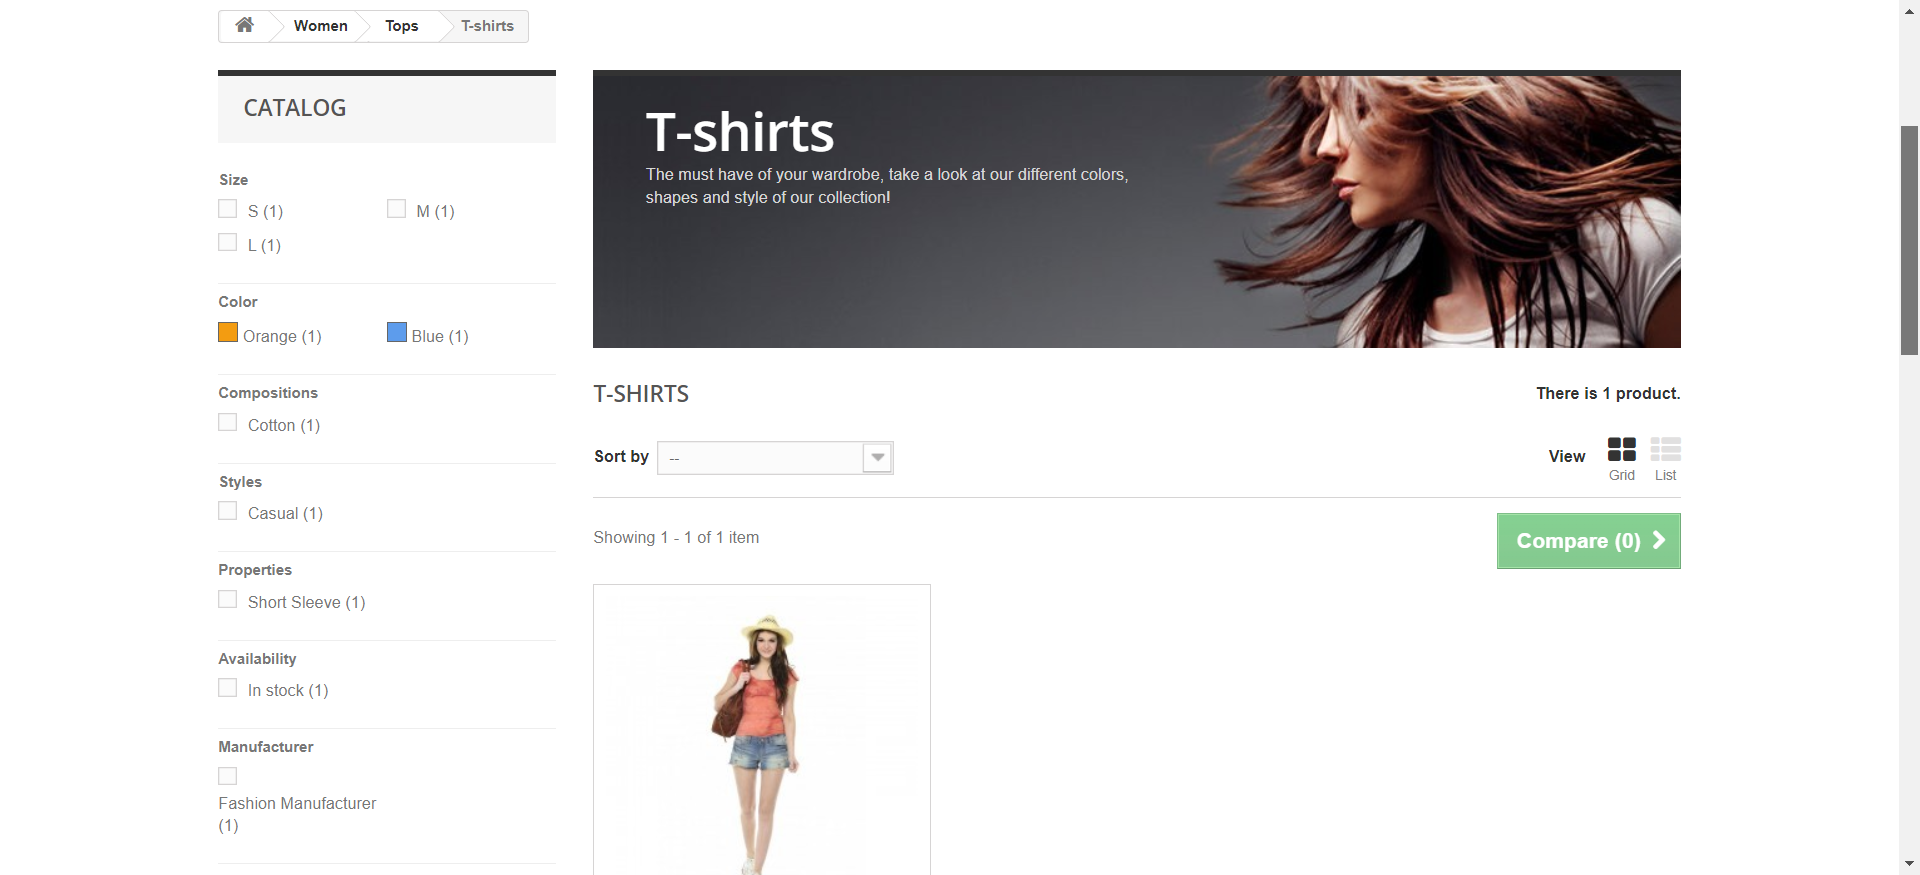 Women
Tops
T-shirts
CATALOG
Size
S (1)
M (1)
L (1)
Color
Orange (1)
Blue (1)
Compositions
Cotton (1)
Styles
Casual (1)
Properties
Short Sleeve (1)
Availability
In stock (1)
Manufacturer
Fashion Manufacturer
(1)
T-shirts
The must have of your wardrobe, take a look at our different colors,
shapes and style of our collection!
T-SHIRTS
There is 1 product.
Sort by
--
View
Grid
List
Showing 1 - 1 of 1 item
Compare (0)